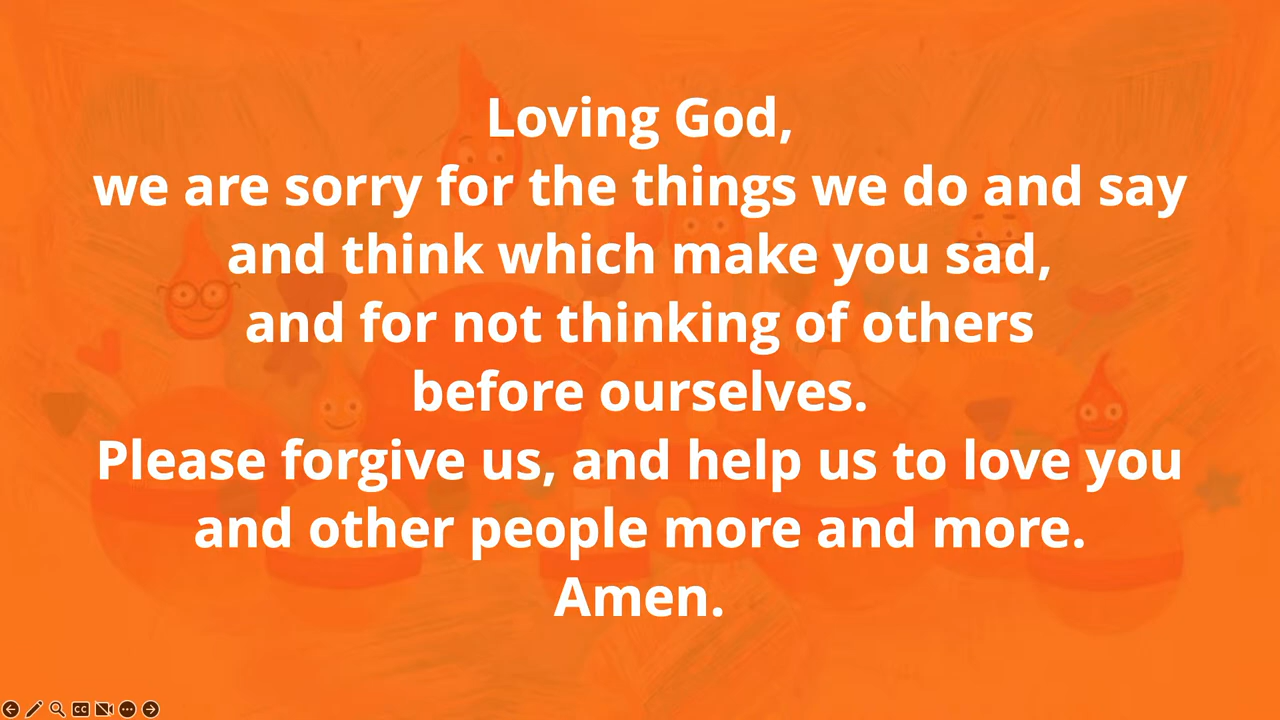 Loving God,
we are sorry for the things we do and say
and think which make you sad,
and for not thinking of others
before ourselves.
Please forgive us, and help us to love you
and other people more and more.
Amen.
CC